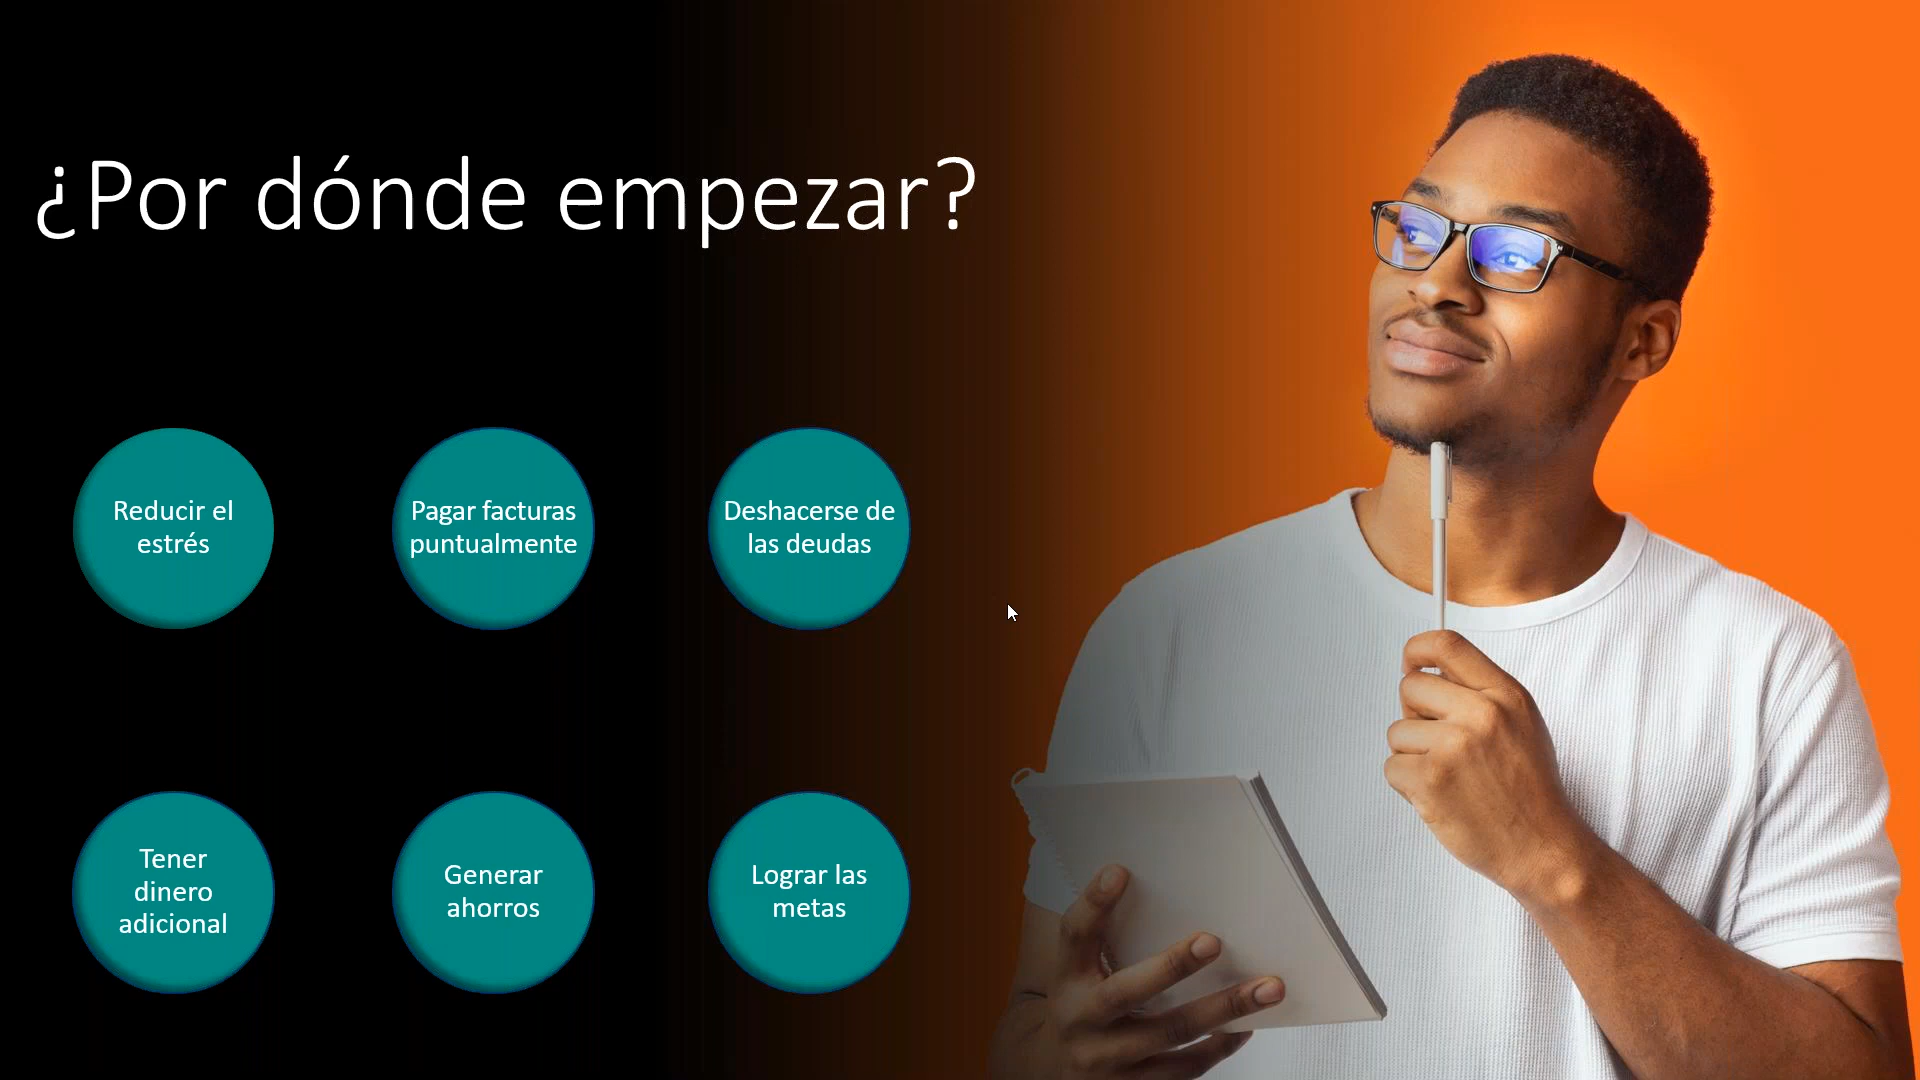 ¿Por dónde empezar?
Reducir el
estrés
Pagar facturas
puntualmente
Deshacerse de
las deudas
Tener
dinero
adicional
Generar
ahorros
Lograr las
metas